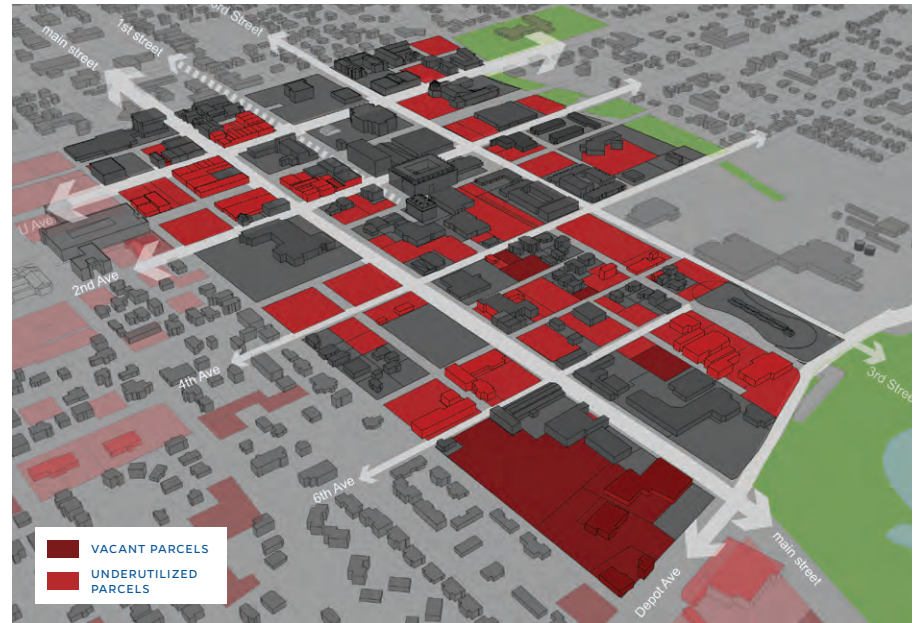 3rd Street
1st street
main street
U Ave
2nd Ave
4th Ave
3rd Street
6th Ave
main street
Depot Ave
VACANT PARCELS
UNDERUTILIZED
PARCELS